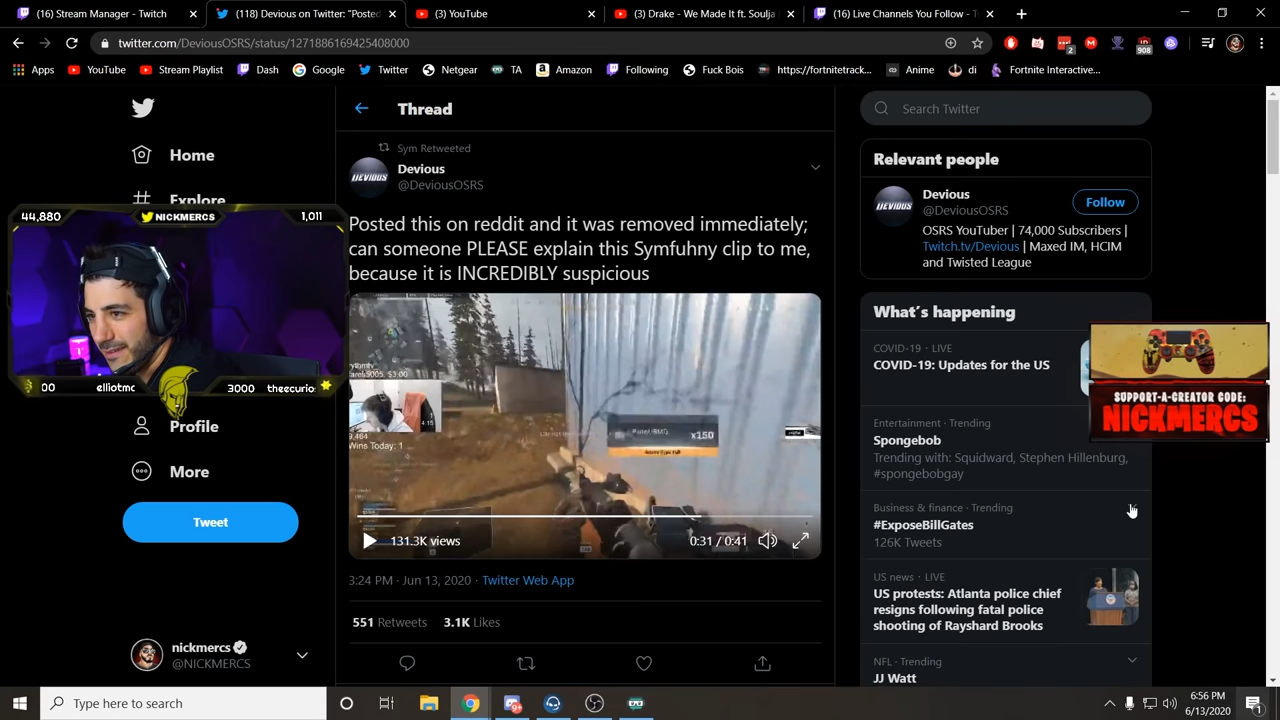 (16) Stream Manager - Twitch
(118) Devious on Twitter: "Posted
(3) YouTube
(3) Drake - We Made It ft. Soulja
(16) Live Channels You Follow - T
twitter.com/DeviousOSRS/status/1271886169425408000
2
908
Apps
YouTube
Stream Playlist
Dash
Google
Twitter
Netgear
TA
Amazon
Following
Fuck Bois
https://fortnitetrack...
Anime
di
Fortnite Interactive...
Home
Explore
44,880
NICKMERCS
1,011
00
elliotmc
3000
thecurio
Profile
More
Tweet
nickmercs
@NICKMERCS
Thread
Sym Retweeted
Devious
@DeviousOSRS
DEVIOUS
Posted this on reddit and it was removed immediately;
can someone PLEASE explain this Symfuhny clip to me,
because it is INCREDIBLY suspicious
4:15
9,464
Wins Today: 1
x150
131.3K views
0:31 / 0:41
3:24 PM · Jun 13, 2020 · Twitter Web App
551 Retweets
3.1K Likes
Search Twitter
Relevant people
DEVIOUS
Devious
@DeviousOSRS
Follow
OSRS YouTuber | 74,000 Subscribers |
Twitch.tv/Devious | Maxed IM, HCIM
and Twisted League
What's happening
COVID-19 · LIVE
COVID-19: Updates for the US
SUPPORT-A-CREATOR CODE:
NICKMERCS
Entertainment · Trending
Spongebob
Trending with: Squidward, Stephen Hillenburg,
#spongebobgay
Business & finance · Trending
#ExposeBillGates
126K Tweets
US news · LIVE
US protests: Atlanta police chief
resigns following fatal police
shooting of Rayshard Brooks
NFL · Trending
JJ Watt
Type here to search
6:56 PM
6/13/2020
1